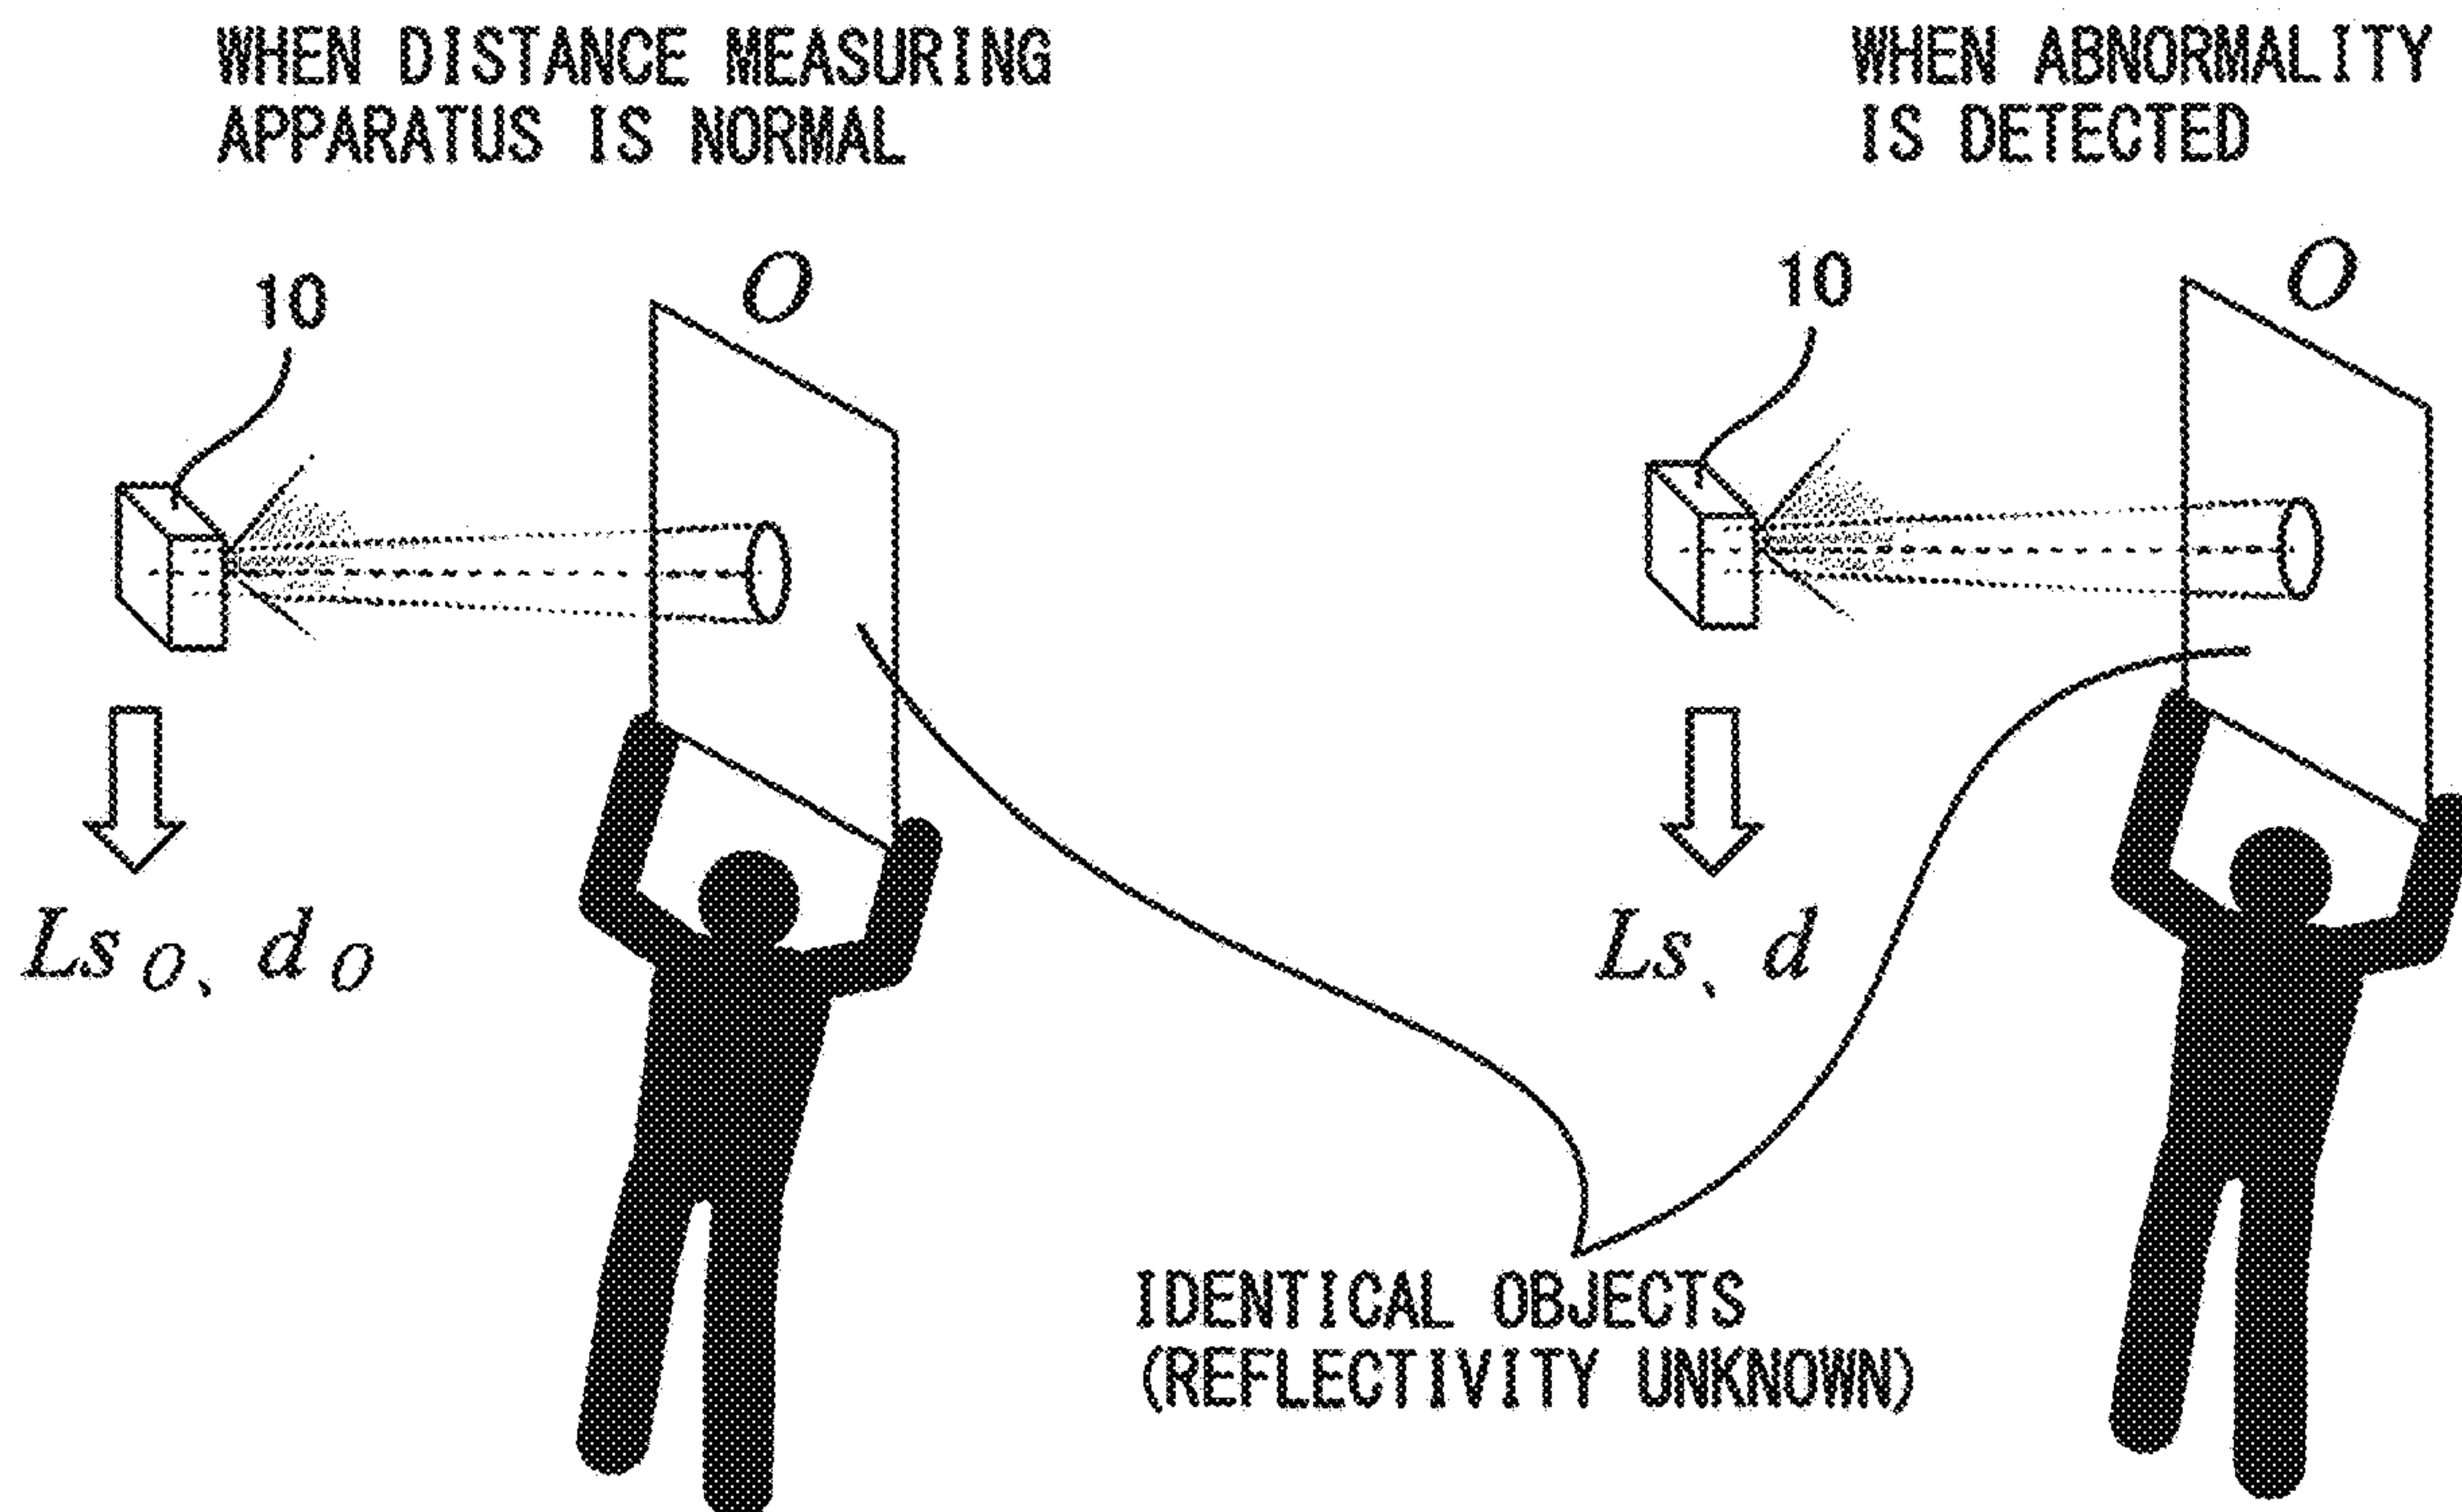 WHEN DISTANCE MEASURING
APPARATUS IS NORMAL
WHEN ABNORMALITY
IS DETECTED
10
O
10
O
Ls O、d O
Ls、d
IDENTICAL OBJECTS
(REFLECTIVITY UNKNOWN)